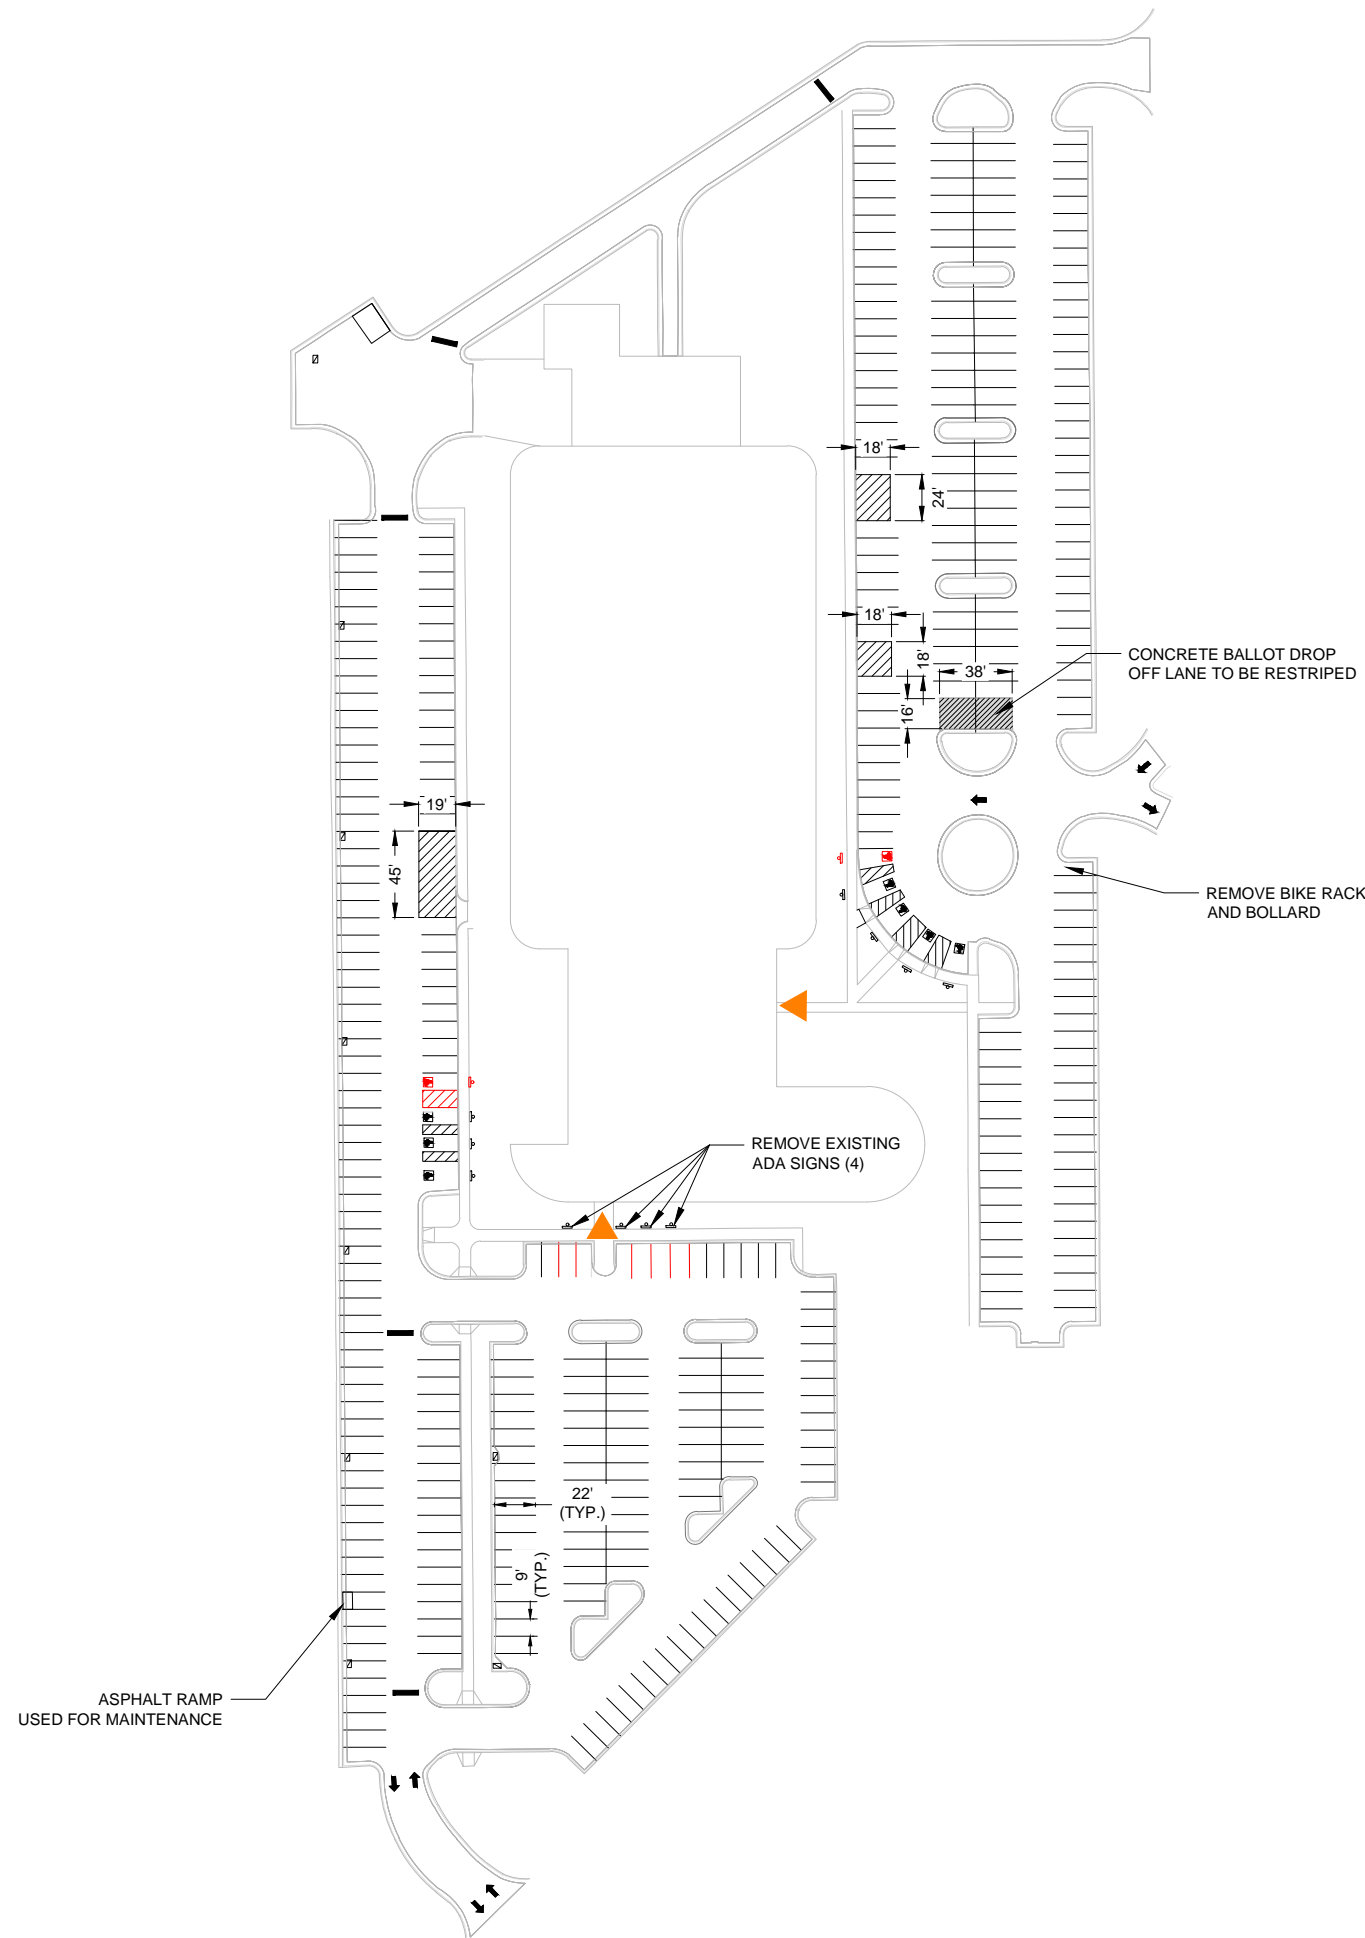 18'
24'
18'
18'
38'
16'
CONCRETE BALLOT DROP
OFF LANE TO BE RESTRIPED
19'
45'
REMOVE BIKE RACK
AND BOLLARD
REMOVE EXISTING
ADA SIGNS (4)
22'
(TYP.)
9'
(TYP.)
ASPHALT RAMP
USED FOR MAINTENANCE